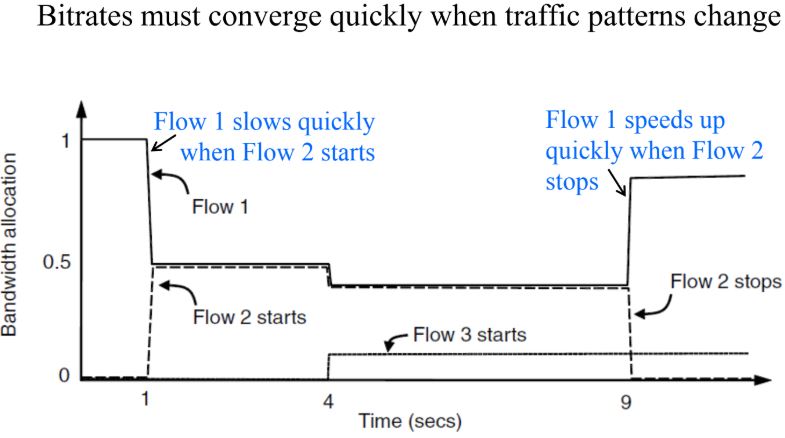 Bitrates must converge quickly when traffic patterns change
Flow 1 slows quickly
when Flow 2 starts
Flow 1 speeds up
quickly when Flow 2
stops
1
Flow 1
Bandwidth allocation
0.5
Flow 2 stops
Flow 2 starts
Flow 3 starts
0
1
4
9
Time (secs)